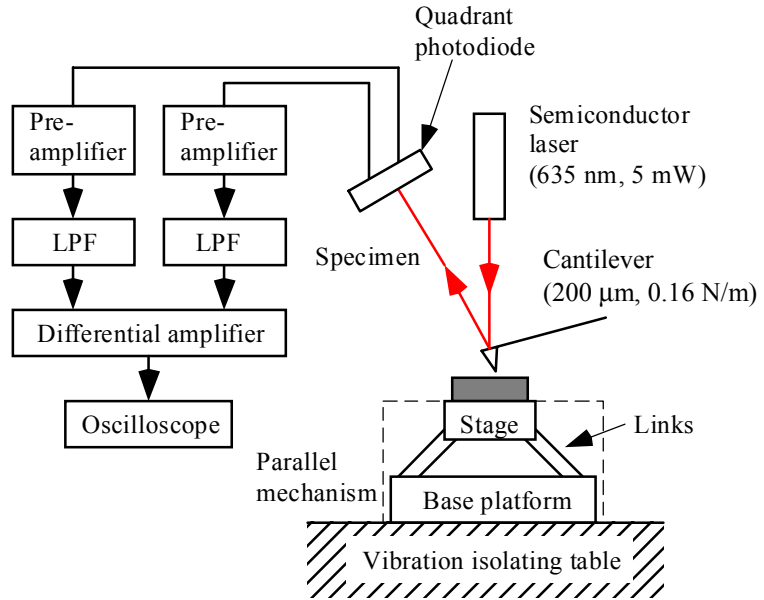 Quadrant
photodiode
Pre-
amplifier
Pre-
amplifier
Semiconductor
laser
(635 nm, 5 mW)
LPF
LPF
Specimen
Cantilever
(200 μm, 0.16 N/m)
Differential amplifier
Oscilloscope
Stage
Links
Parallel
mechanism
Base platform
Vibration isolating table